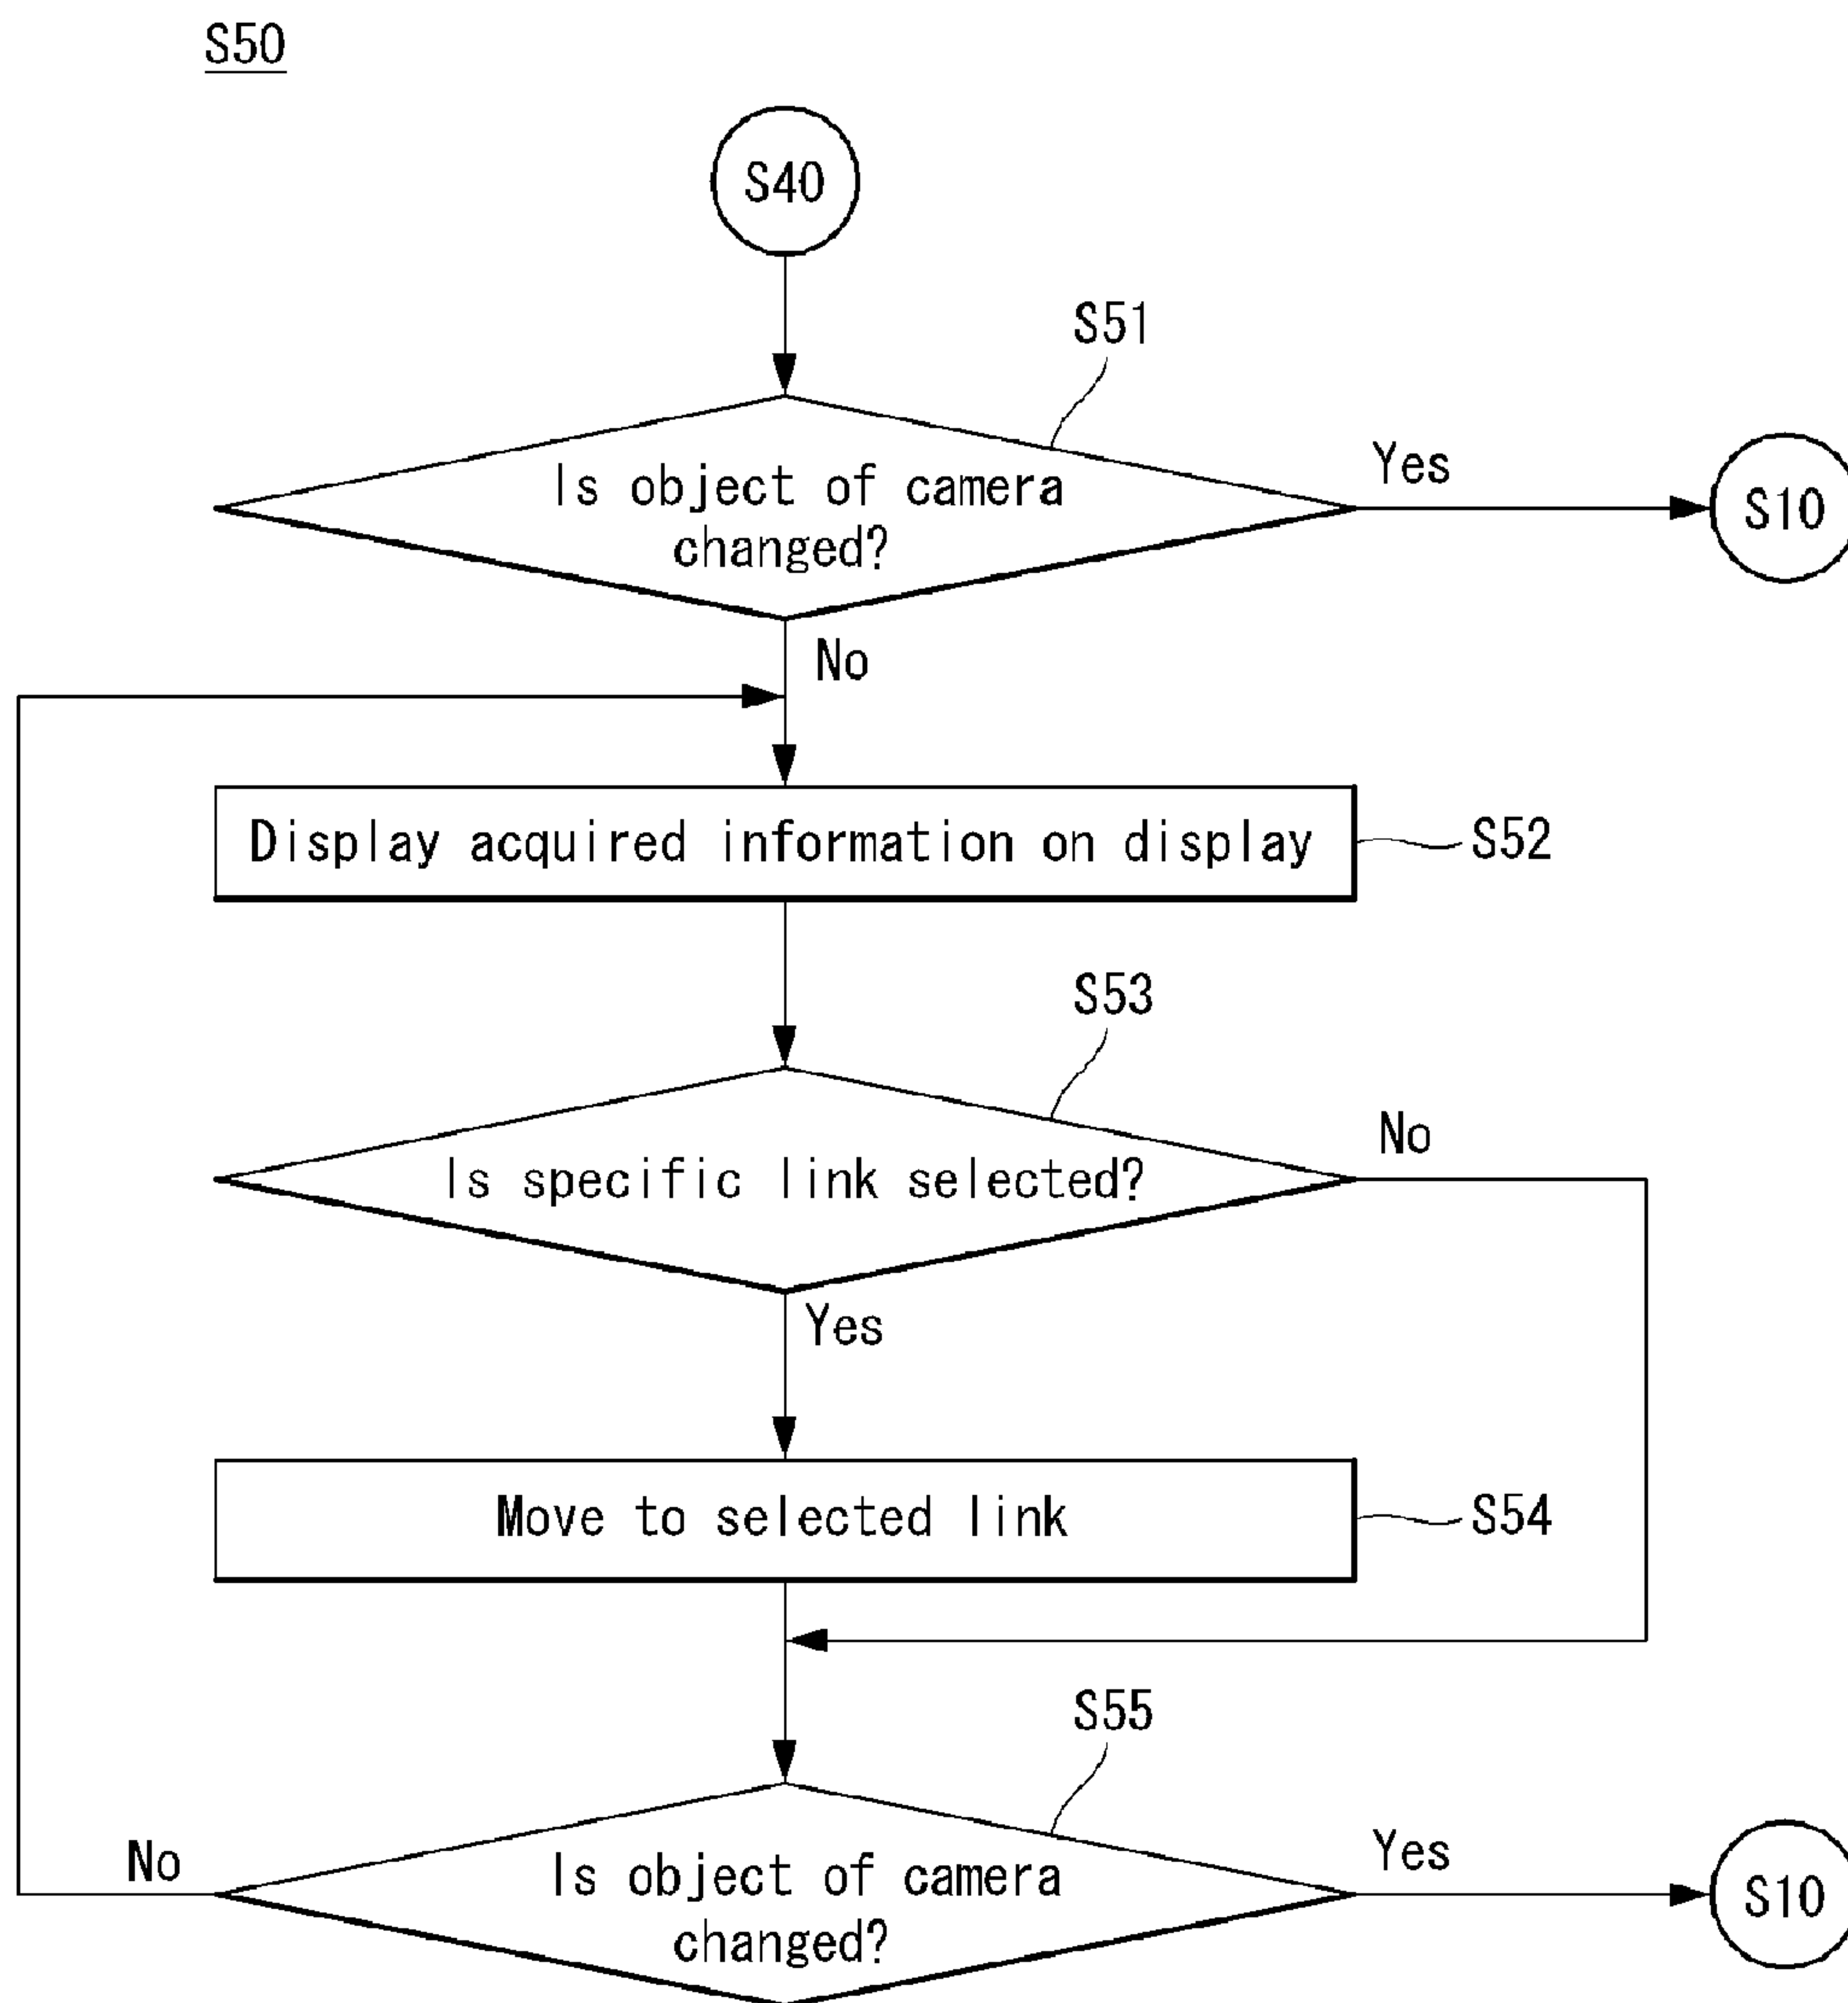 S50
S40
S51
Is object of camera
changed?
Yes
S10
No
Display acquired information on display
S52
S53
Is specific link selected?
No
Yes
Move to selected link
S54
S55
Is object of camera
changed?
No
Yes
S10